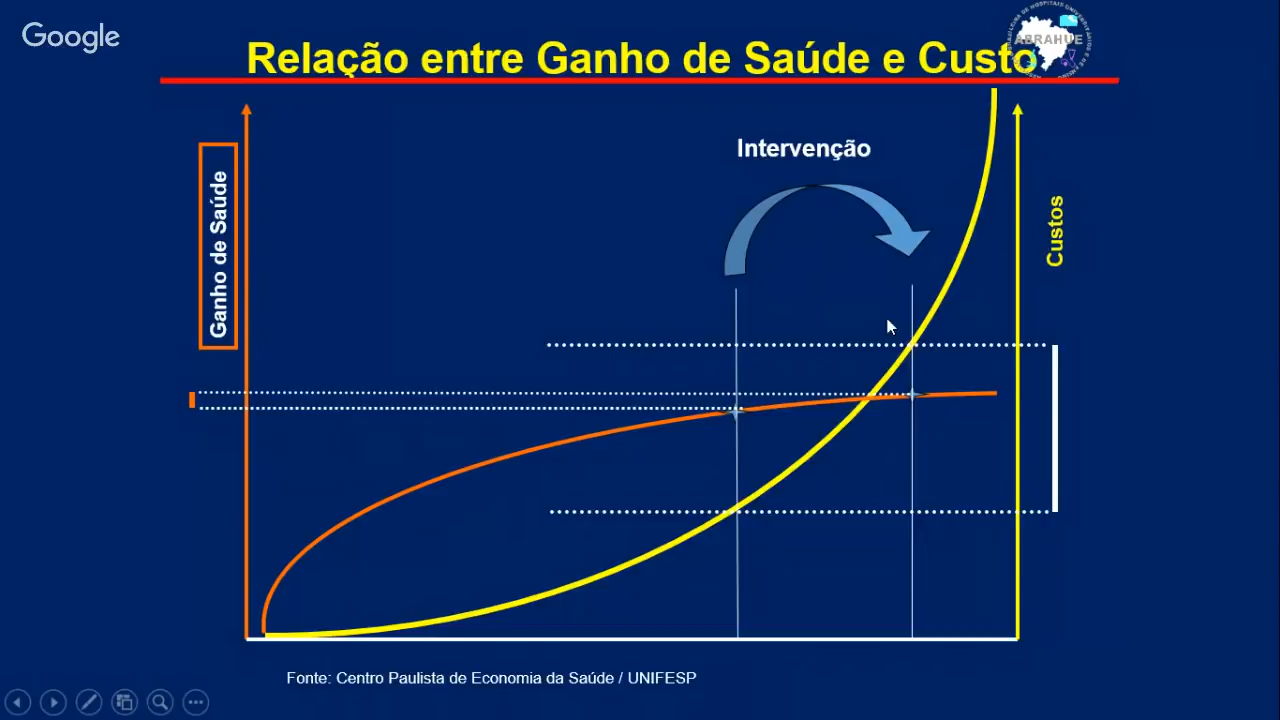 Google
Relação entre Ganho de Saúde e Custo
ABRAHUE
Intervenção
Ganho de Saúde
Custos
Fonte: Centro Paulista de Economia da Saúde / UNIFESP